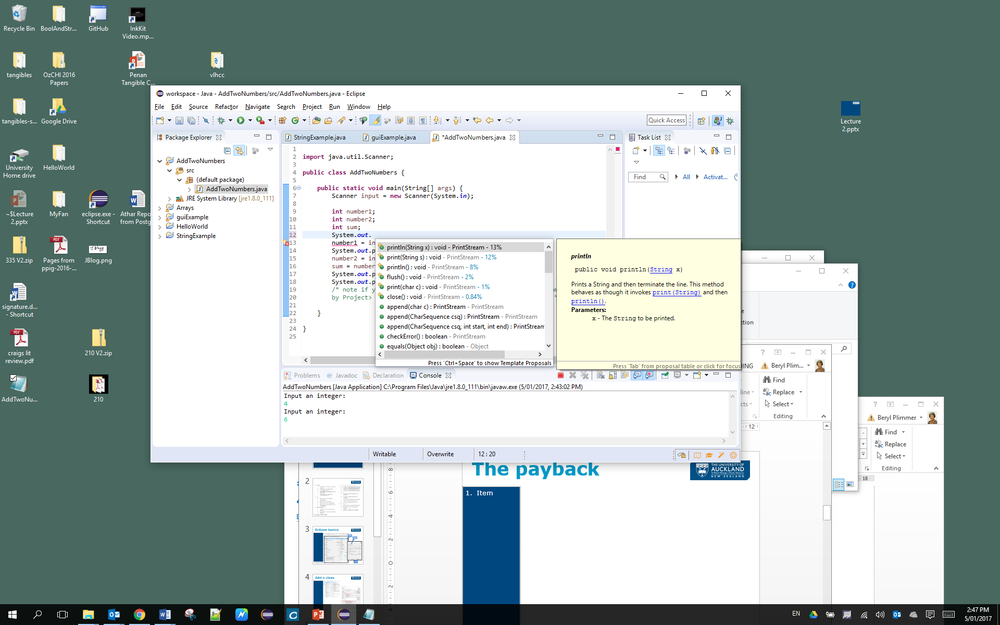 Recycle Bin
BoolAndStr...
GitHub
InkKit
Video.mp...
tangibles
OzCHI 2016
Papers
Penan
Tangible C...
vlhcc
tangibles-s...
Google Drive
University
Home drive
HelloWorld
~$Lecture
2.pptx
MyFan
eclipse.exe -
Shortcut
Athar Repo
from Postg
335 V2.zip
Pages from
ppig-2016-...
JBlog.png
signature.d...
- Shortcut
craigs lit
review.pdf
210 V2.zip
AddTwoNu...
210
Lecture
2.pptx
workspace - Java - AddTwoNumbers/src/AddTwoNumbers.java - Eclipse
File Edit Source Refactor Navigate Search Project Run Window Help
Quick Access
Package Explorer
AddTwoNumbers
src
(default package)
AddTwoNumbers.java
JRE System Library [jre1.8.0_111]
Arrays
guiExample
HelloWorld
StringExample
StringExample.java
guiExample.java
*AddTwoNumbers.java
1
2 import java.util.Scanner;
3
4 public class AddTwoNumbers {
5
6 public static void main(String[] args) {
7 Scanner input = new Scanner(System.in);
8
9 int number1;
10 int number2;
11 int sum;
12 System.out.
13 number1 = in
14 System.out.p
15 number2 = in
16 sum = number
17 System.out.p
18 System.out.p
19 /* note if y
20 by Project>
21
22 }
23
24 }
25
println(String x) : void - PrintStream - 13%
print(String s) : void - PrintStream - 12%
println() : void - PrintStream - 8%
flush() : void - PrintStream - 2%
print(char c) : void - PrintStream - 1%
close() : void - PrintStream - 0.84%
append(char c) : PrintStream - PrintStream
append(CharSequence csq) : PrintStream - PrintStream
append(CharSequence csq, int start, int end) : PrintStream
checkError() : boolean - PrintStream
equals(Object obj) : boolean - Object
Press 'Ctrl+Space' to show Template Proposals
println
public void println(String x)
Prints a String and then terminate the line. This method
behaves as though it invokes print(String) and then
println().
Parameters:
x - The String to be printed.
Press 'Tab' from proposal table or click for focus
Task List
Find
All
Activat...
Problems
@ Javadoc
Declaration
Console
AddTwoNumbers [Java Application] C:\Program Files\Java\jre1.8.0_111\bin\javaw.exe (5/01/2017, 2:43:02 PM)
Input an integer:
4
Input an integer:
6
Writable
Overwrite
12 : 20
ction
ING
Beryl Plim...
Find
Replace
Select
Editing
12
Beryl Plimmer
Find
Replace
Select
Editing
18
The payback
THE UNIVERSITY OF
AUCKLAND
NEW ZEALAND
1. Item
2
3
Eclipse basics
4
Add a class
EN
2:47 PM
5/01/2017